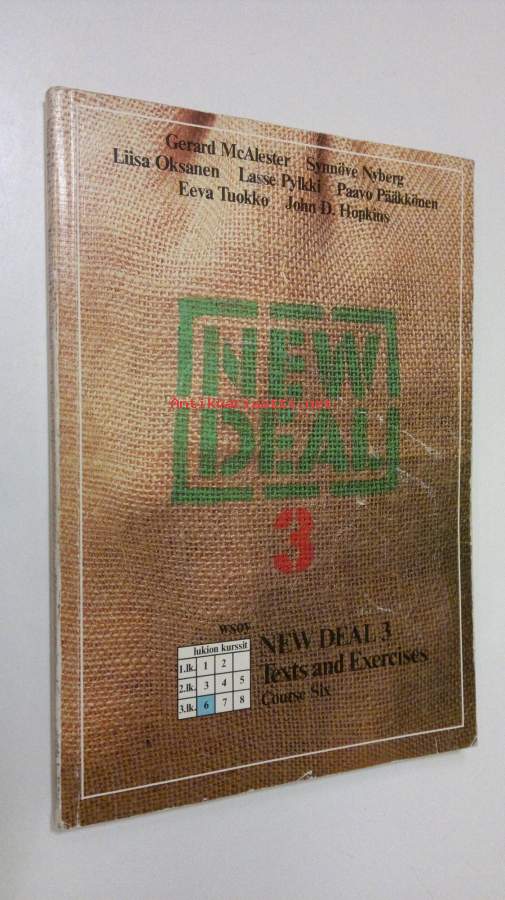 Gerard McAlester Synnöve Nyberg
Liisa Oksanen Lasse Pylkki Paavo Pääkkönen
Eeva Tuokko John D. Hopkins
NEW
Antikvariaatti.net
DEAL
3
wsoy
lukion kurssit
1.lk. 1 2
2.lk. 3 4 5
3.lk. 6 7 8
NEW DEAL 3
Texts and Exercises
Course Six